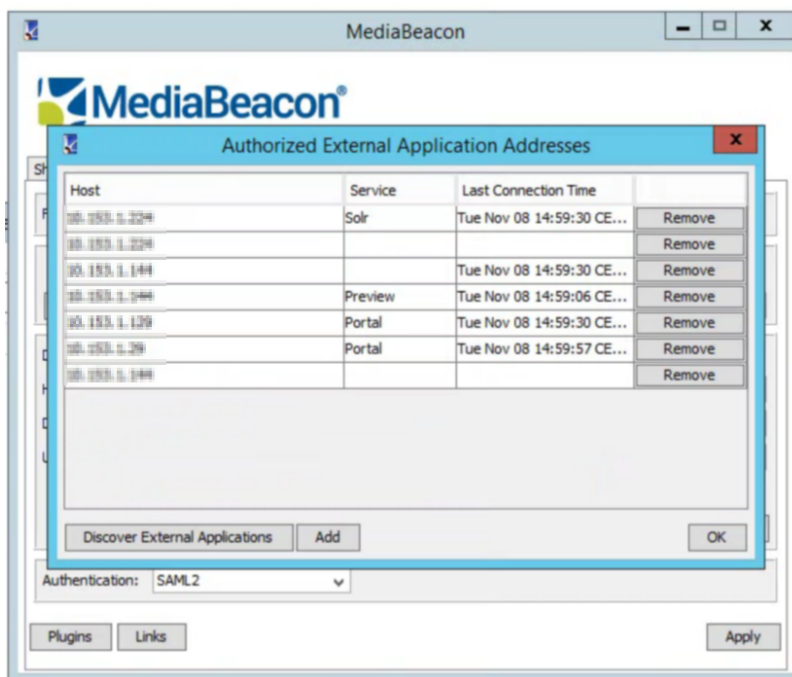 MediaBeacon
MediaBeacon®
Authorized External Application Addresses
Host Service Last Connection Time
Solr Tue Nov 08 14:59:30 CE... Remove
Remove
Tue Nov 08 14:59:30 CE... Remove
Preview Tue Nov 08 14:59:06 CE... Remove
Portal Tue Nov 08 14:59:30 CE... Remove
Portal Tue Nov 08 14:59:57 CE... Remove
Remove
Discover External Applications Add OK
Authentication: SAML2
Plugins Links Apply